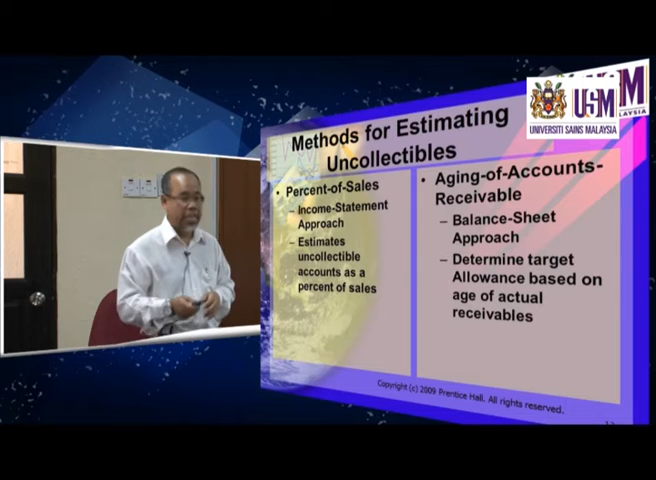 USM
M
UNIVERSITI SAINS MALAYSIA
ALAYSIA
Methods for Estimating
Uncollectibles
• Percent-of-Sales
– Income-Statement
Approach
– Estimates
uncollectible
accounts as a
percent of sales
• Aging-of-Accounts-
Receivable
– Balance-Sheet
Approach
– Determine target
Allowance based on
age of actual
receivables
Copyright (c) 2009 Prentice Hall. All rights reserved.